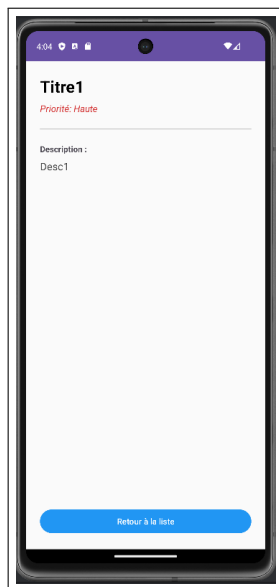 4:04
Titre1
Priorité: Haute
Description :
Desc1
Retour à la liste